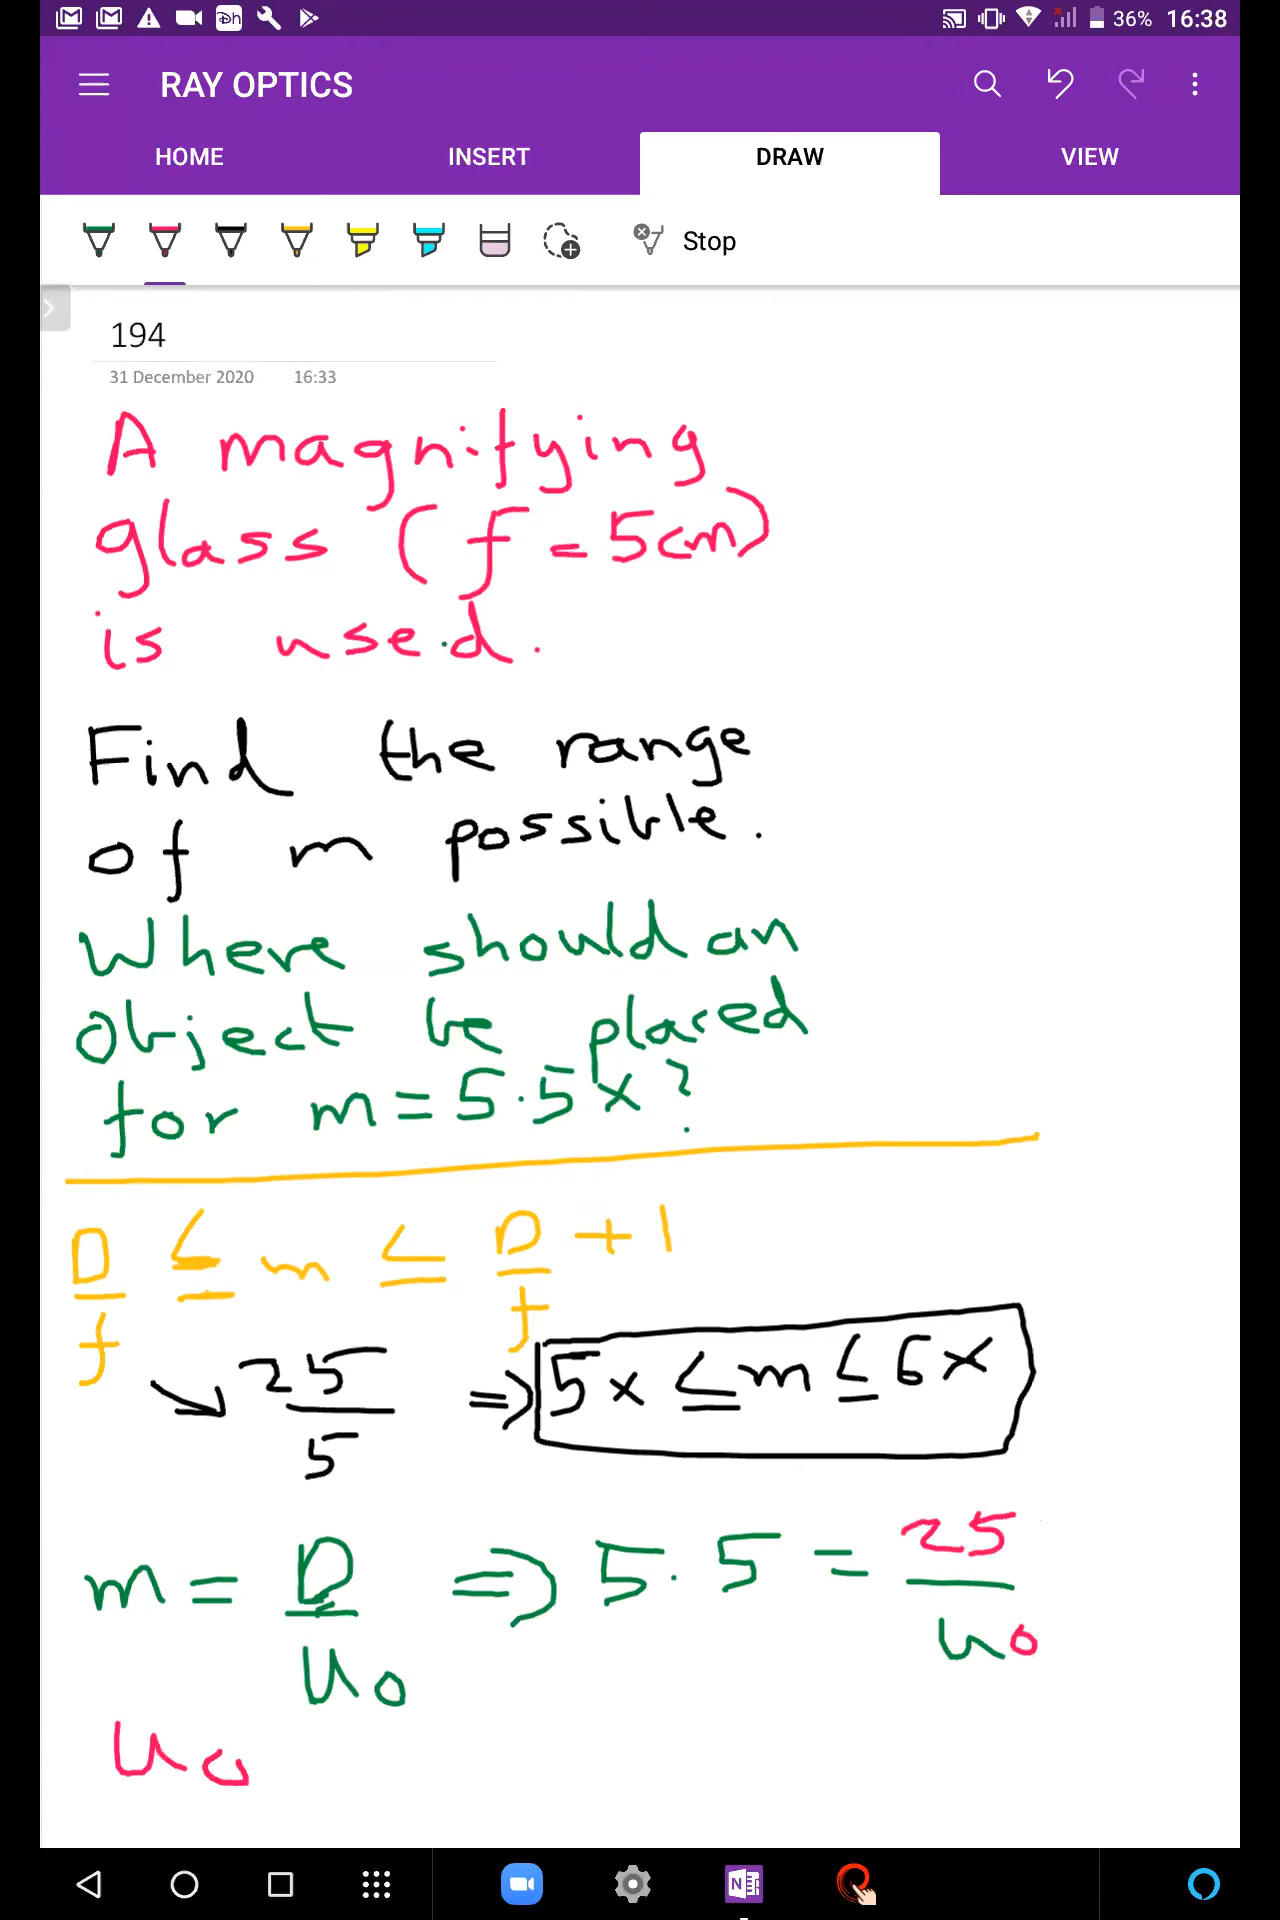 36% 16:38
RAY OPTICS
HOME INSERT DRAW VIEW
Stop
194
31 December 2020 16:33
A magnifying
glass (f = 5cm)
is used.
Find the range
of m possible.
Where should an
object be placed
for m = 5.5x?
D/f ≤ m ≤ D/f + 1
↘ 25/5 ⇒ 5x ≤ m ≤ 6x
m = D/u₀ ⇒ 5.5 = 25/u₀
u